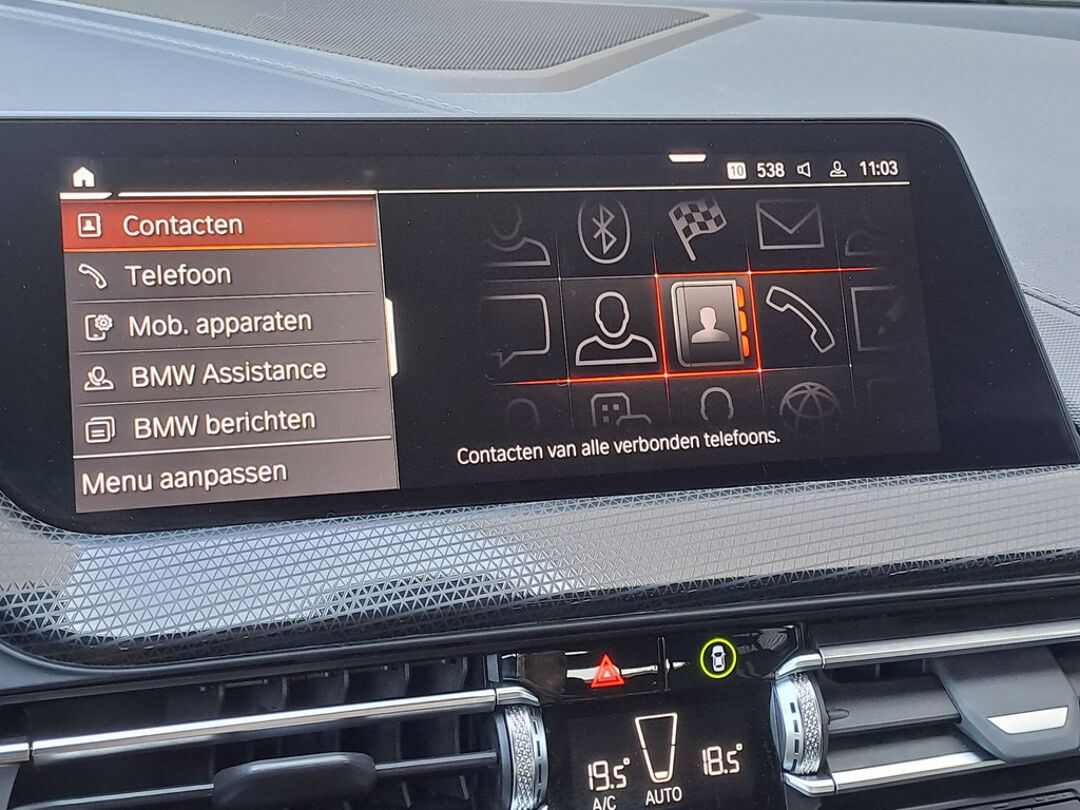 10 538 11:03
Contacten
Telefoon
Mob. apparaten
BMW Assistance
BMW berichten
Menu aanpassen
Contacten van alle verbonden telefoons.
19.5° 18.5°
A/C AUTO